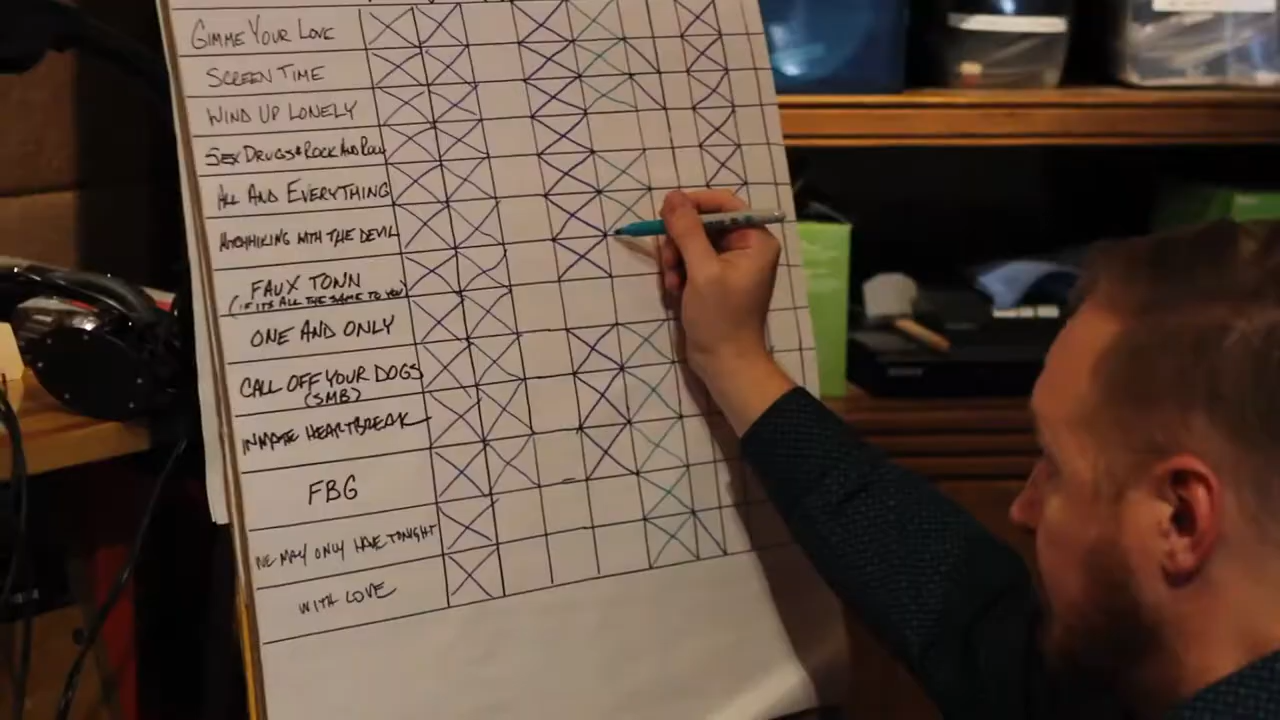 GIMME YOUR LOVE
SCREEN TIME
WIND UP LONELY
SEX DRUGS & ROCK AND ROLL
ALL AND EVERYTHING
HITCHHIKING WITH THE DEVIL
FAUX TONN
(IF IT'S ALL THE SAME TO YOU)
ONE AND ONLY
CALL OFF YOUR DOGS
(SMB)
INMATE HEARTBREAK
FBG
WE MAY ONLY HAVE TONIGHT
WITH LOVE